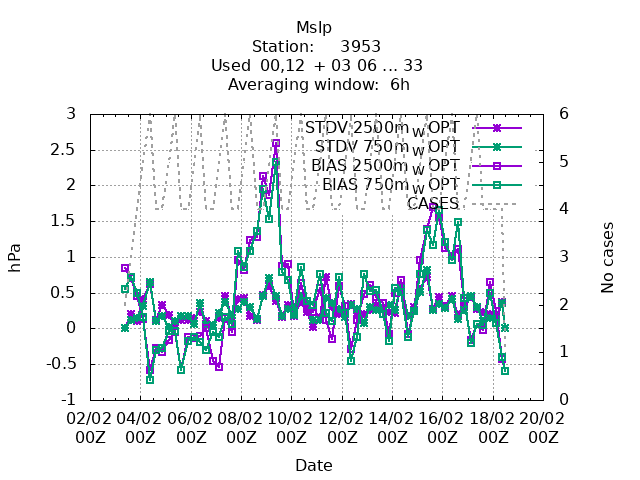 Mslp
Station: 3953
Used 00,12 + 03 06 ... 33
Averaging window: 6h
3 6
STDV 2500m w OPT
2.5 STDV 750m w OPT 5
BIAS 2500m w OPT
2 BIAS 750m w OPT
CASES 4
1.5
1 3
hPa No cases
0.5 2
0
-0.5 1
-1 0
02/02 04/02 06/02 08/02 10/02 12/02 14/02 16/02 18/02 20/02
00Z 00Z 00Z 00Z 00Z 00Z 00Z 00Z 00Z 00Z
Date